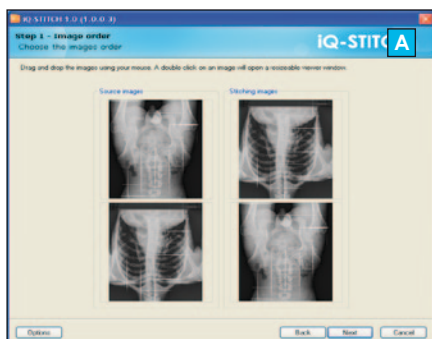 iQ-STITCH 1.0 (1.0.0.3)
Step 1 - Image order
Choose the images order
iQ-STITC
A
Drag and drop the images using your mouse. A double click on an image will open a resizeable viewer window.
Source images
Stitching images
Options
Back
Next
Cancel